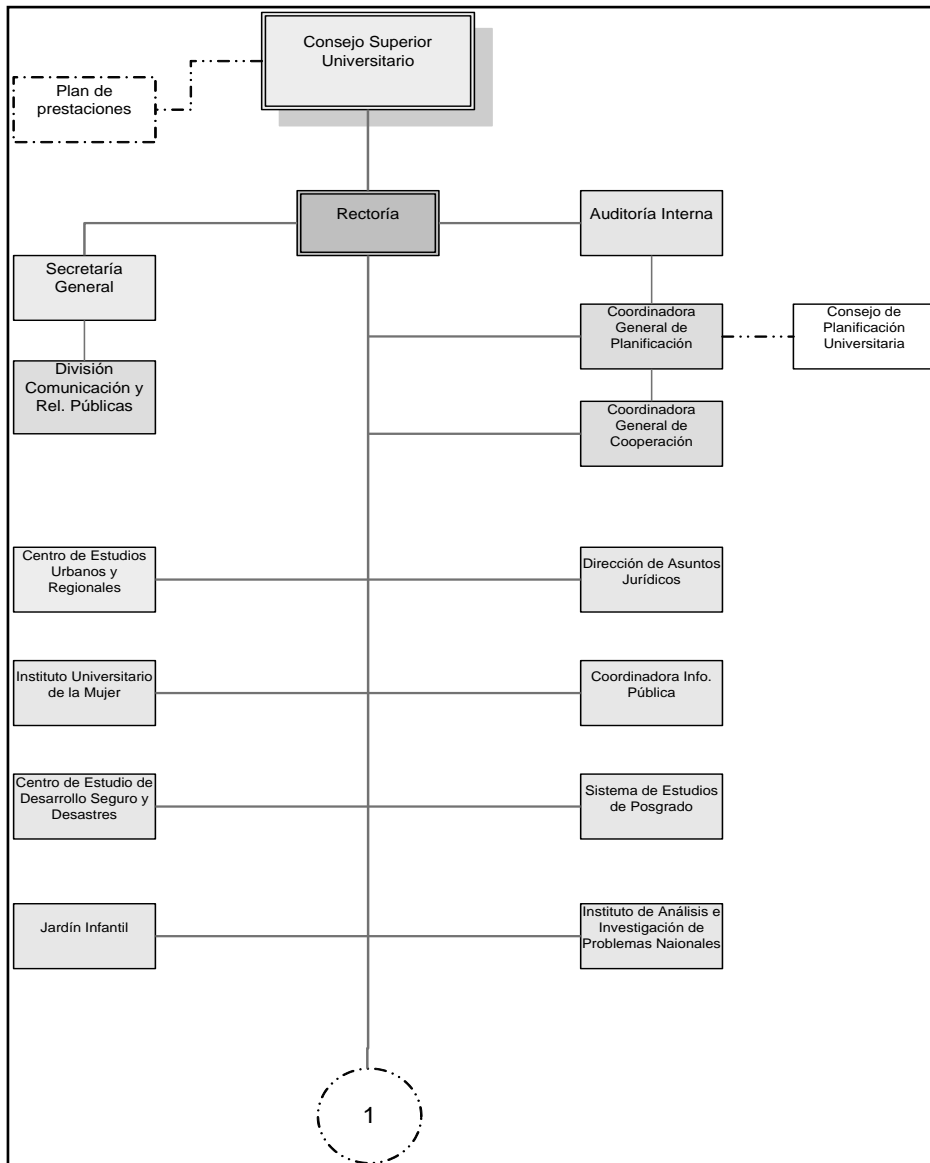 Consejo Superior
Universitario
Plan de
prestaciones
Rectoría
Auditoría Interna
Secretaría
General
Coordinadora
General de
Planificación
Consejo de
Planificación
Universitaria
División
Comunicación y
Rel. Públicas
Coordinadora
General de
Cooperación
Centro de Estudios
Urbanos y
Regionales
Dirección de Asuntos
Jurídicos
Instituto Universitario
de la Mujer
Coordinadora Info.
Pública
Centro de Estudio de
Desarrollo Seguro y
Desastres
Sistema de Estudios
de Posgrado
Jardín Infantil
Instituto de Análisis e
Investigación de
Problemas Naionales
1